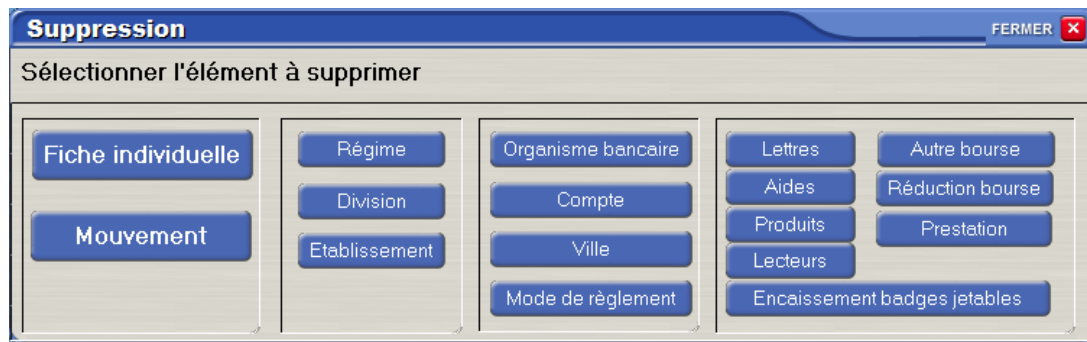 Suppression
FERMER
Sélectionner l'élément à supprimer
Fiche individuelle
Mouvement
Régime
Division
Etablissement
Organisme bancaire
Compte
Ville
Mode de règlement
Lettres
Autre bourse
Aides
Réduction bourse
Produits
Prestation
Lecteurs
Encaissement badges jetables